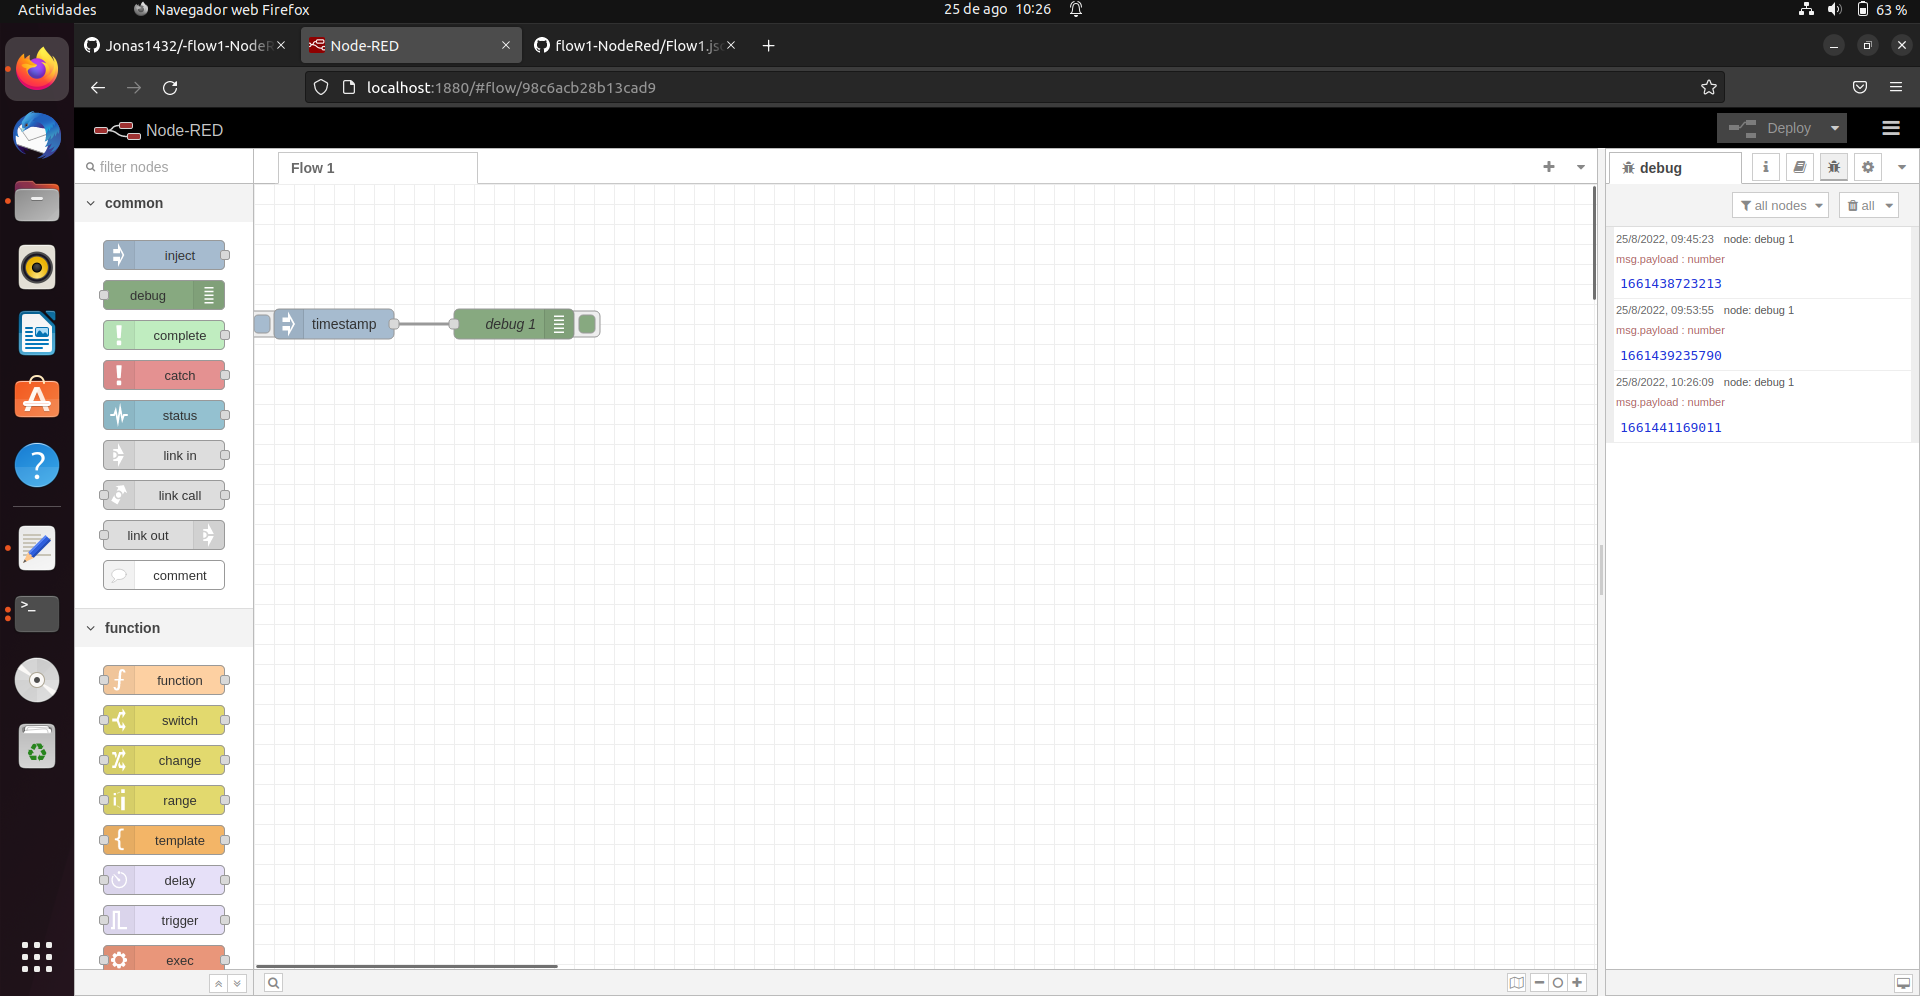 Actividades
Navegador web Firefox
25 de ago 10:26
63 %
Jonas1432/-flow1-NodeR
Node-RED
flow1-NodeRed/Flow1.js
localhost:1880/#flow/98c6acb28b13cad9
Node-RED
Deploy
filter nodes
Flow 1
debug
i
all nodes
all
common
inject
debug
complete
catch
status
link in
link call
link out
comment
function
function
switch
change
range
template
delay
trigger
exec
timestamp
debug 1
25/8/2022, 09:45:23 node: debug 1
msg.payload : number
1661438723213
25/8/2022, 09:53:55 node: debug 1
msg.payload : number
1661439235790
25/8/2022, 10:26:09 node: debug 1
msg.payload : number
1661441169011